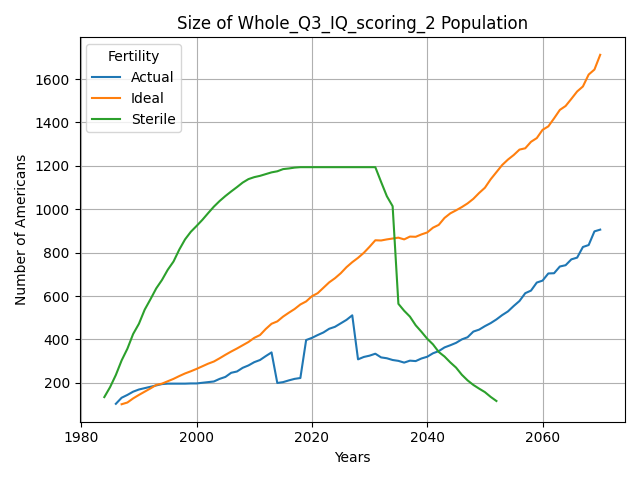 Size of Whole_Q3_IQ_scoring_2 Population
Fertility
Actual
Ideal
Sterile
Number of Americans
1600
1400
1200
1000
800
600
400
200
1980
2000
2020
2040
2060
Years